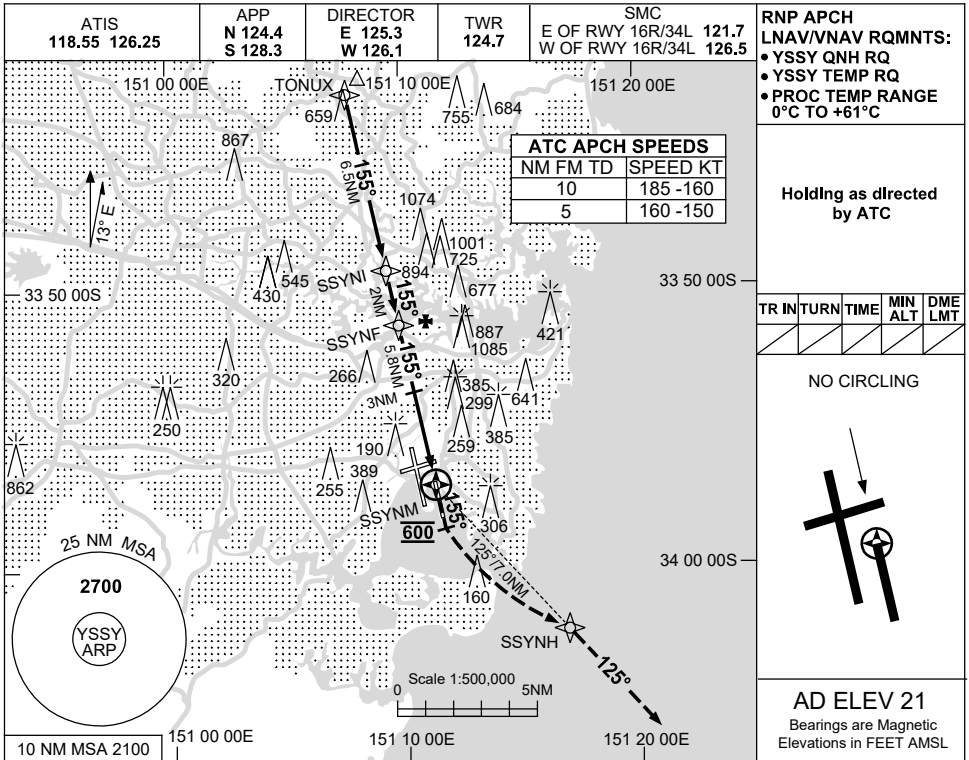 ATIS
118.55 126.25
APP
N 124.4
S 128.3
DIRECTOR
E 125.3
W 126.1
TWR
124.7
SMC
E OF RWY 16R/34L 121.7
W OF RWY 16R/34L 126.5
RNP APCH
LNAV/VNAV RQMNTS:
• YSSY QNH RQ
• YSSY TEMP RQ
• PROC TEMP RANGE
0°C TO +61°C
Holding as directed
by ATC
TR IN TURN TIME MIN ALT DME LMT
NO CIRCLING
AD ELEV 21
Bearings are Magnetic
Elevations in FEET AMSL
151 00 00E
TONUX
151 10 00E
151 20 00E
659
755
684
867
ATC APCH SPEEDS
NM FM TD SPEED KT
10 185 -160
5 160 -150
155°
6.5NM
13° E
1074
1001
725
545
SSYNI
894
677
430
33 50 00S
33 50 00S
155°
2NM
SSYNF
887
1085
421
320
266
155°
5.8NM
3NM
385
299
641
250
190
259
385
862
255
389
SSYNM
155°
306
600
125°/7.0NM
34 00 00S
160
25 NM MSA
2700
YSSY
ARP
SSYNH
125°
Scale 1:500,000
0 5NM
10 NM MSA 2100
151 00 00E
151 10 00E
151 20 00E